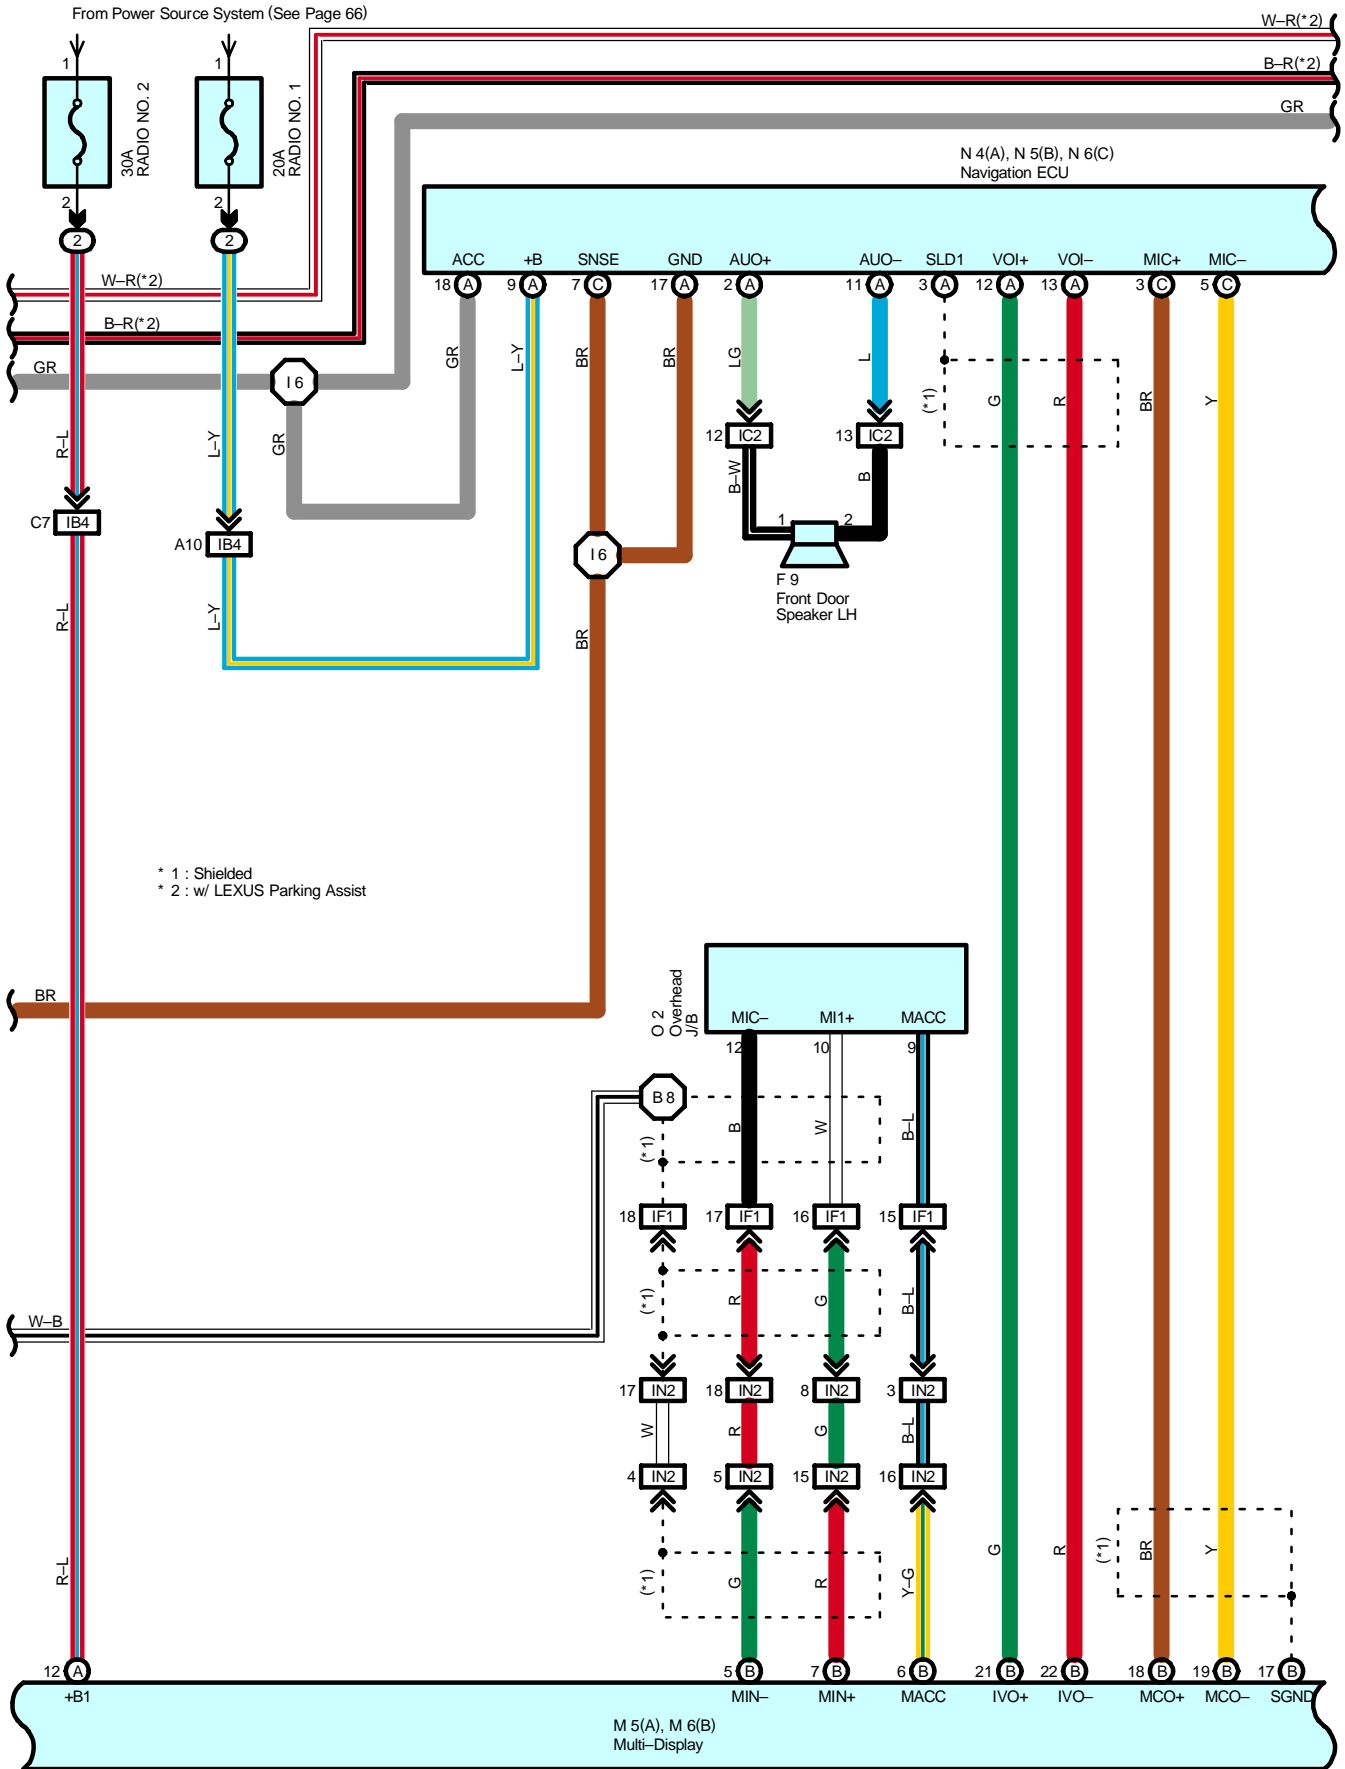 From Power Source System (See Page 66)
W–R(*2)
B–R(*2)
GR
1
1
30A
RADIO NO. 2
20A
RADIO NO. 1
2
2
2
2
N 4(A), N 5(B), N 6(C)
Navigation ECU
ACC
+B
SNSE
GND
AUO+
AUO–
SLD1
VOI+
VOI–
MIC+
MIC–
18 A
9 A
7 C
17 A
2 A
11 A
3 A
12 A
13 A
3 C
5 C
W–R(*2)
B–R(*2)
GR
I 6
GR
GR
L–Y
BR
BR
LG
L
(*1)
G
R
BR
Y
R–L
L–Y
12 IC2
13 IC2
B–W
B
C7 IB4
A10 IB4
1
2
I 6
F 9
Front Door
Speaker LH
R–L
L–Y
BR
* 1 : Shielded
* 2 : w/ LEXUS Parking Assist
BR
O 2
Overhead
J/B
MIC–
MI1+
MACC
12
10
9
B 8
(*1)
B
W
B–L
18 IF1
17 IF1
16 IF1
15 IF1
(*1)
R
G
B–L
W–B
17 IN2
18 IN2
8 IN2
3 IN2
W
R
G
B–L
4 IN2
5 IN2
15 IN2
16 IN2
R–L
(*1)
G
R
Y–G
G
R
(*1)
BR
Y
12 A
5 B
7 B
6 B
21 B
22 B
18 B
19 B
17 B
+B1
MIN–
MIN+
MACC
IVO+
IVO–
MCO+
MCO–
SGND
M 5(A), M 6(B)
Multi–Display